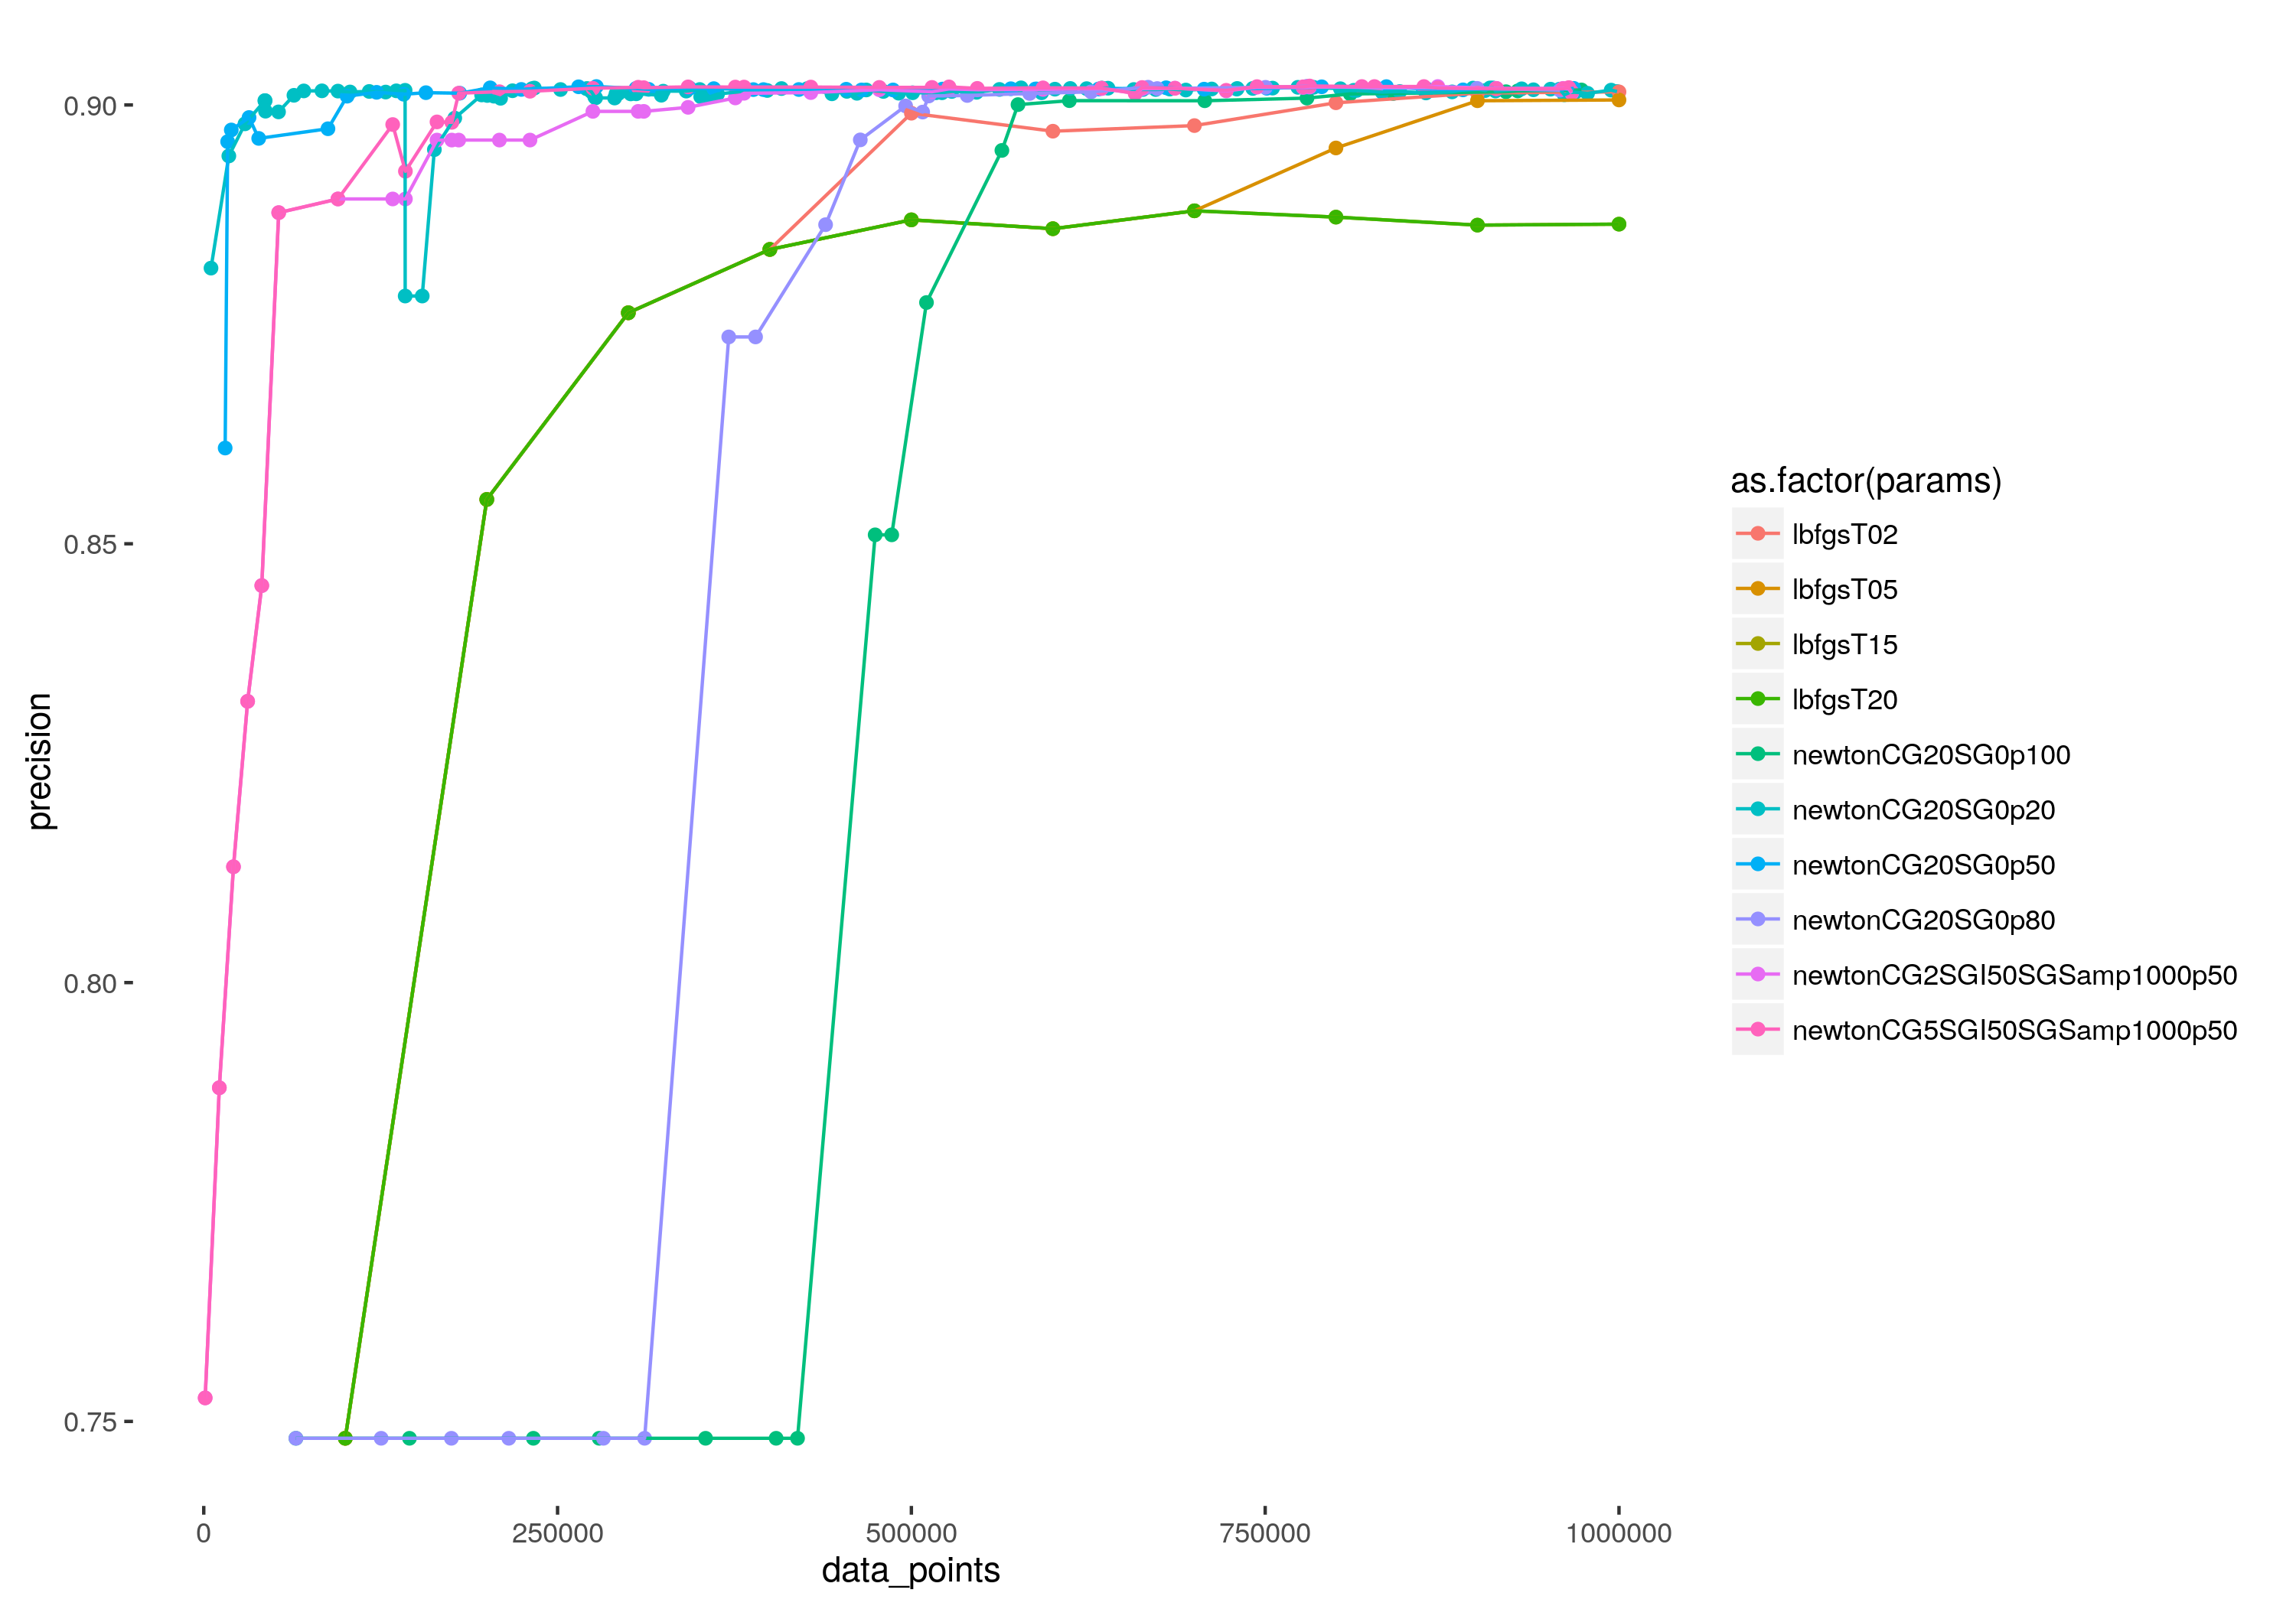 0.90
0.85
0.80
0.75
precision
0
250000
500000
750000
1000000
data_points
as.factor(params)
lbfgsT02
lbfgsT05
lbfgsT15
lbfgsT20
newtonCG20SG0p100
newtonCG20SG0p20
newtonCG20SG0p50
newtonCG20SG0p80
newtonCG2SGI50SGSamp1000p50
newtonCG5SGI50SGSamp1000p50